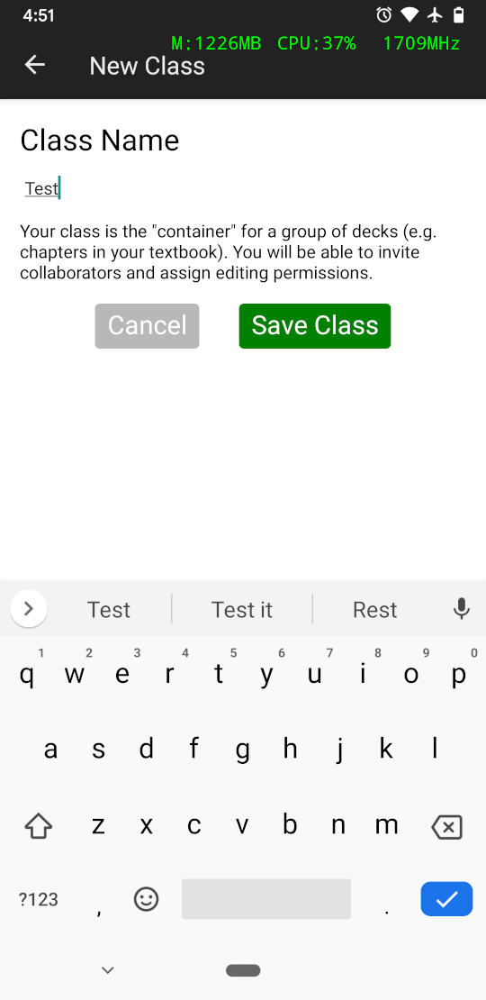 4:51
M:1226MB CPU:37% 1709MHz
New Class
Class Name
Test
Your class is the "container" for a group of decks (e.g.
chapters in your textbook). You will be able to invite
collaborators and assign editing permissions.
Cancel Save Class
Test Test it Rest
1 2 3 4 5 6 7 8 9 0
q w e r t y u i o p
a s d f g h j k l
z x c v b n m
?123 , .